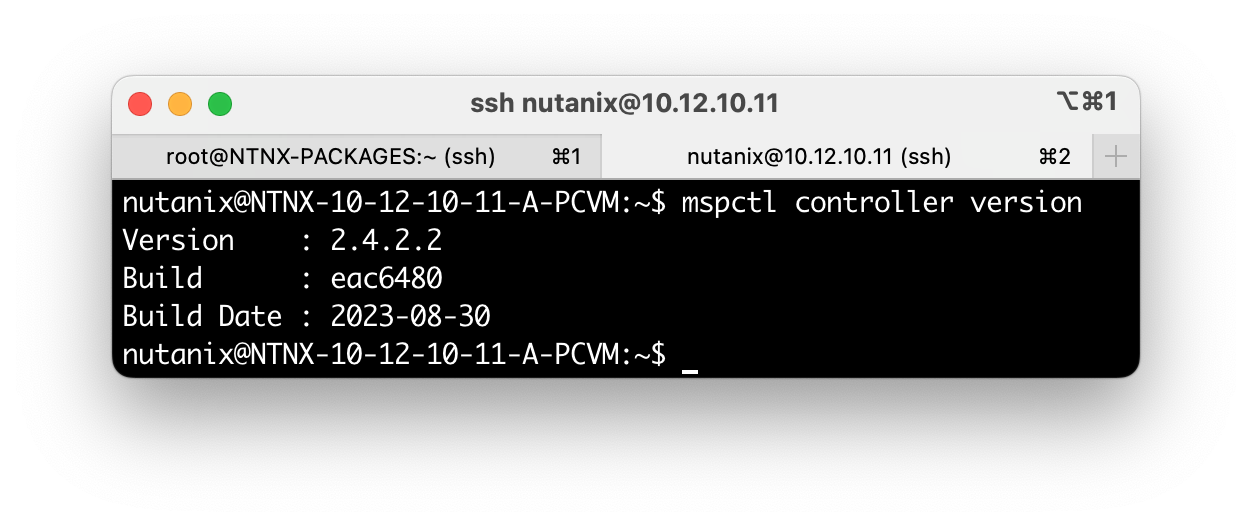 ssh nutanix@10.12.10.11 ⌥⌘1
root@NTNX-PACKAGES:~ (ssh) ⌘1 nutanix@10.12.10.11 (ssh) ⌘2 +
nutanix@NTNX-10-12-10-11-A-PCVM:~$ mspctl controller version
Version    : 2.4.2.2
Build      : eac6480
Build Date : 2023-08-30
nutanix@NTNX-10-12-10-11-A-PCVM:~$ _